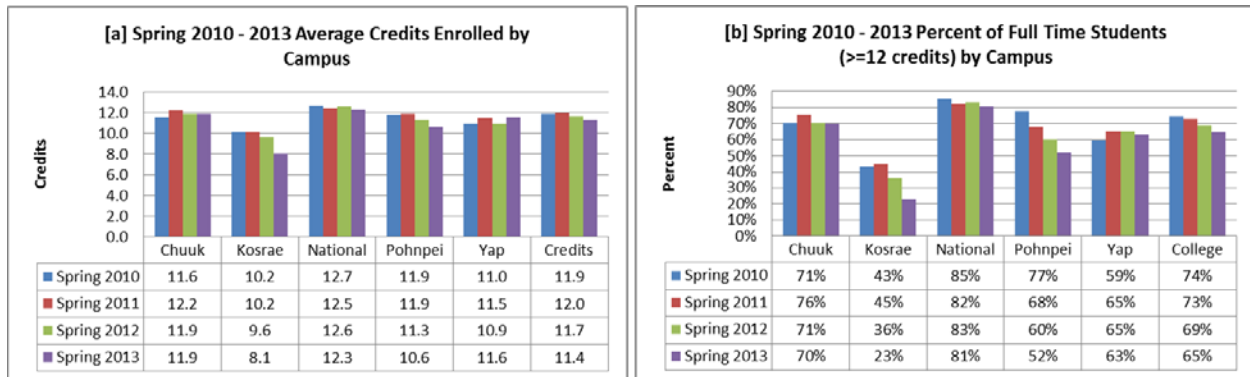 [a] Spring 2010 - 2013 Average Credits Enrolled by
Campus
14.0
12.0
10.0
8.0
6.0
4.0
2.0
0.0
Credits
Chuuk Kosrae National Pohnpei Yap Credits
Spring 2010 11.6 10.2 12.7 11.9 11.0 11.9
Spring 2011 12.2 10.2 12.5 11.9 11.5 12.0
Spring 2012 11.9 9.6 12.6 11.3 10.9 11.7
Spring 2013 11.9 8.1 12.3 10.6 11.6 11.4
[b] Spring 2010 - 2013 Percent of Full Time Students
(>=12 credits) by Campus
90%
80%
70%
60%
50%
40%
30%
20%
10%
0%
Percent
Chuuk Kosrae National Pohnpei Yap College
Spring 2010 71% 43% 85% 77% 59% 74%
Spring 2011 76% 45% 82% 68% 65% 73%
Spring 2012 71% 36% 83% 60% 65% 69%
Spring 2013 70% 23% 81% 52% 63% 65%